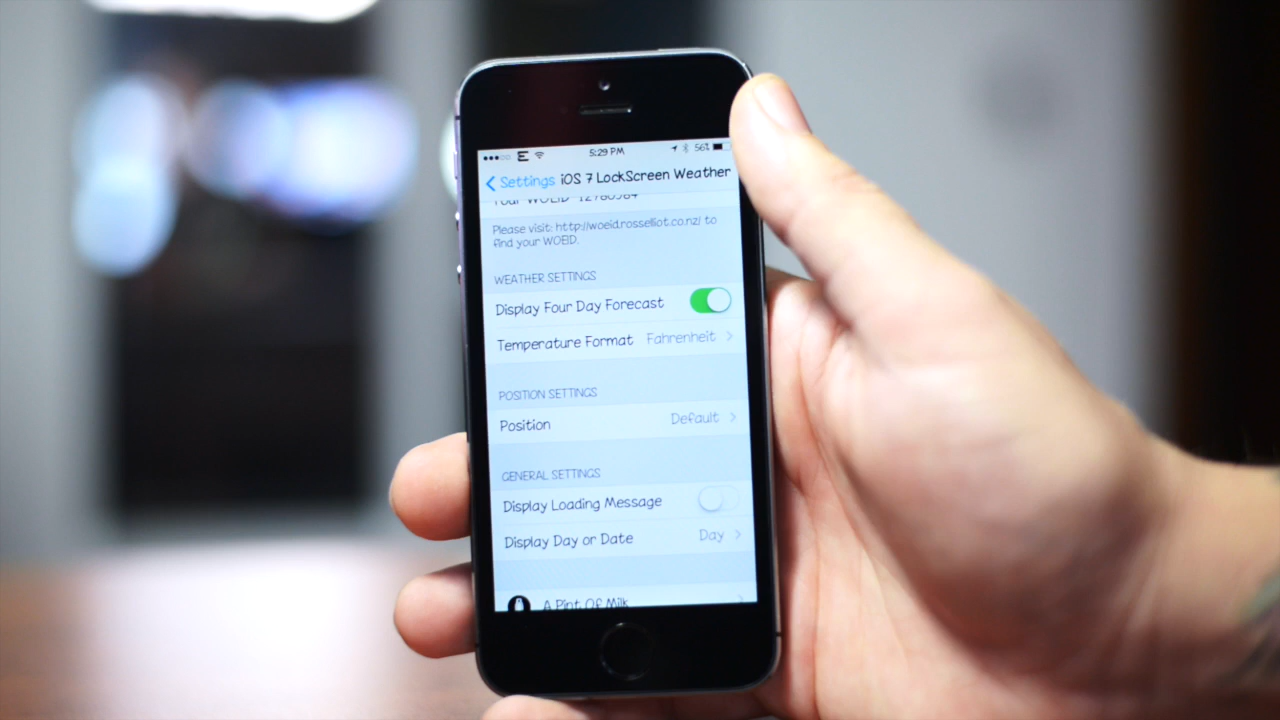 5:29 PM 56%
Settings iOS 7 LockScreen Weather
Your WOEID 12780584
Please visit: http://woeid.rosselliot.co.nz/ to
find your WOEID.
WEATHER SETTINGS
Display Four Day Forecast
Temperature Format Fahrenheit
POSITION SETTINGS
Position Default
GENERAL SETTINGS
Display Loading Message
Display Day or Date Day
A Pint Of Milk